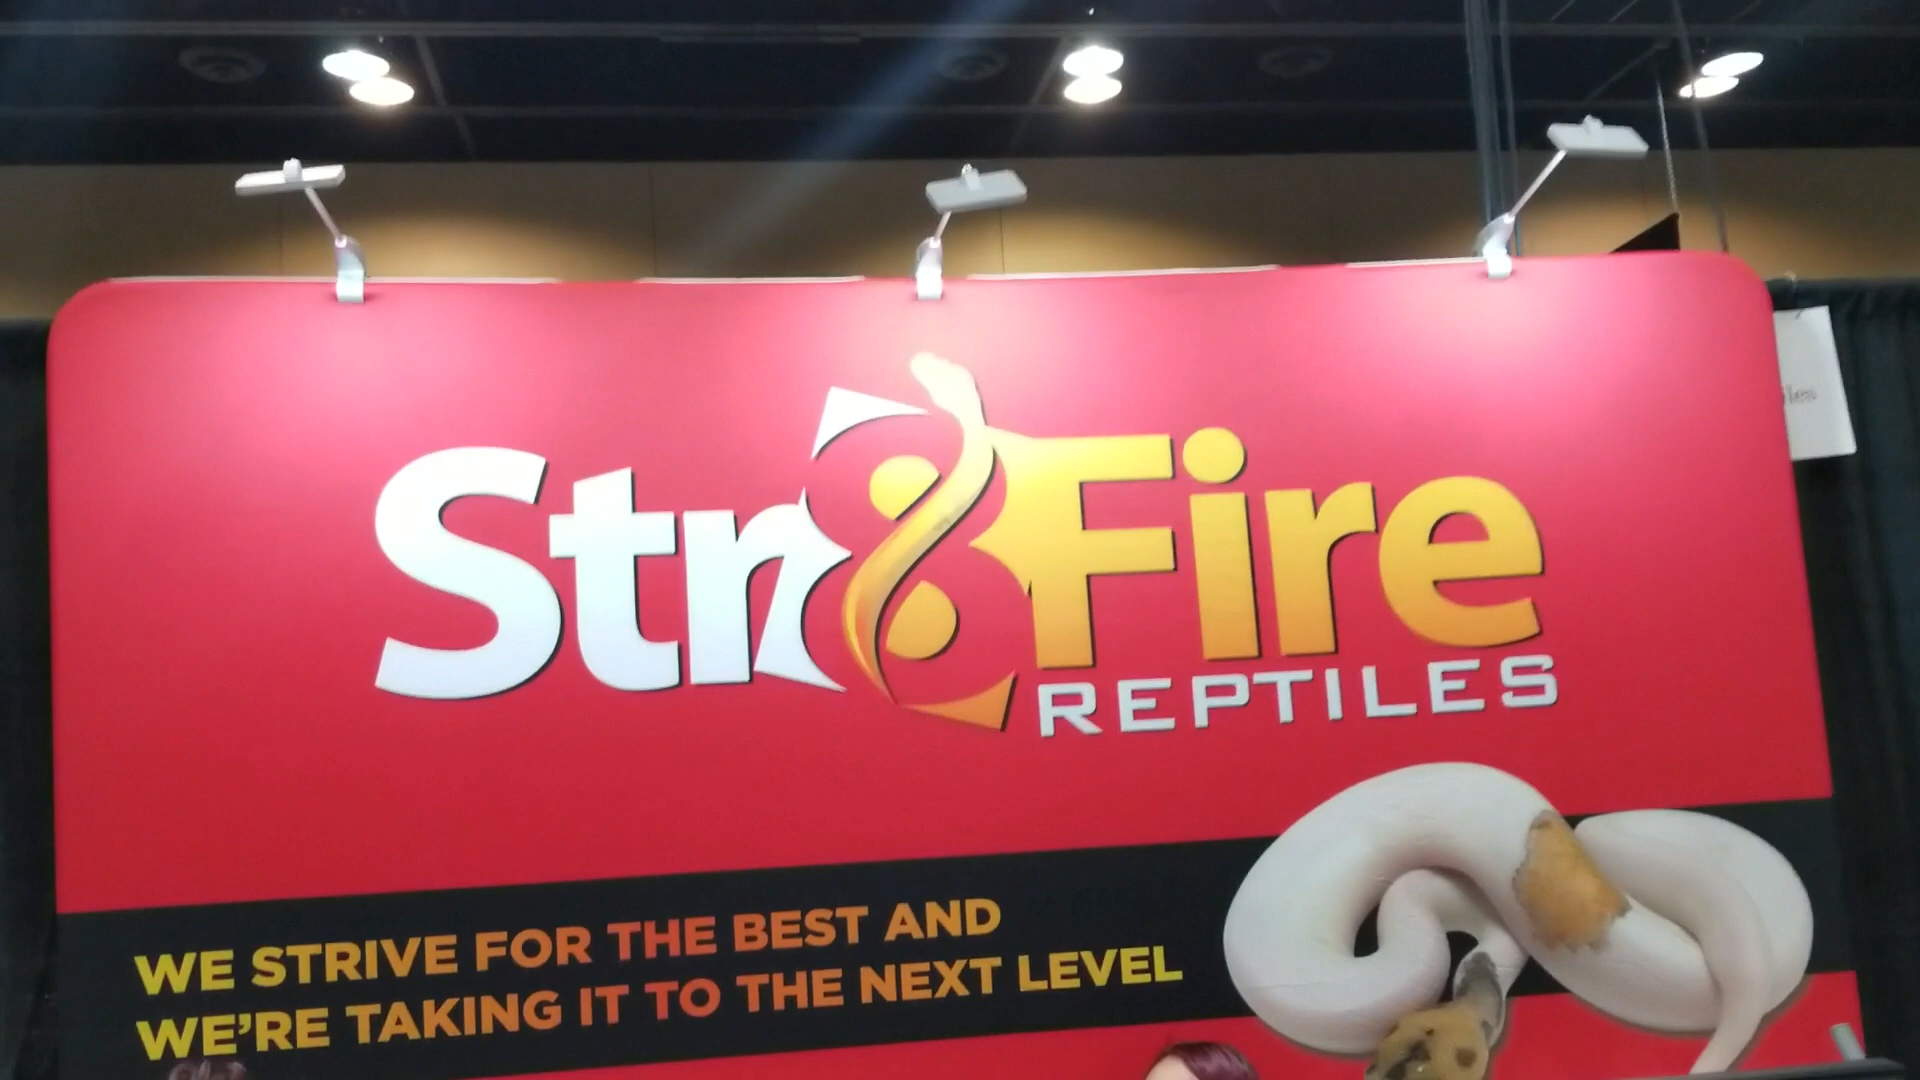 Str8Fire
REPTILES
WE STRIVE FOR THE BEST AND
WE'RE TAKING IT TO THE NEXT LEVEL